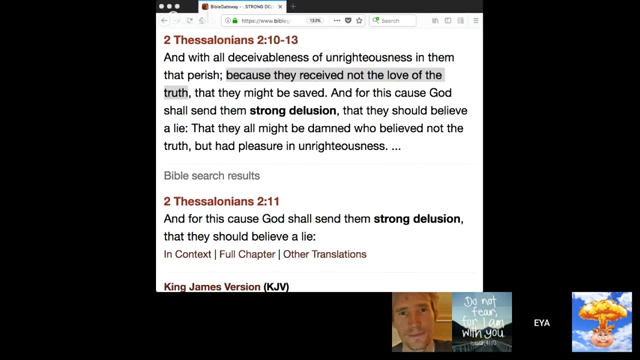 BibleGateway - : STRONG DEL
https://www.bibleg
133%
Search
2 Thessalonians 2:10-13
And with all deceivableness of unrighteousness in them
that perish; because they received not the love of the
truth, that they might be saved. And for this cause God
shall send them strong delusion, that they should believe
a lie: That they all might be damned who believed not the
truth, but had pleasure in unrighteousness. ...
Bible search results
2 Thessalonians 2:11
And for this cause God shall send them strong delusion,
that they should believe a lie:
In Context | Full Chapter | Other Translations
King James Version (KJV)
Do not
fear,
for I am
with you
EYA